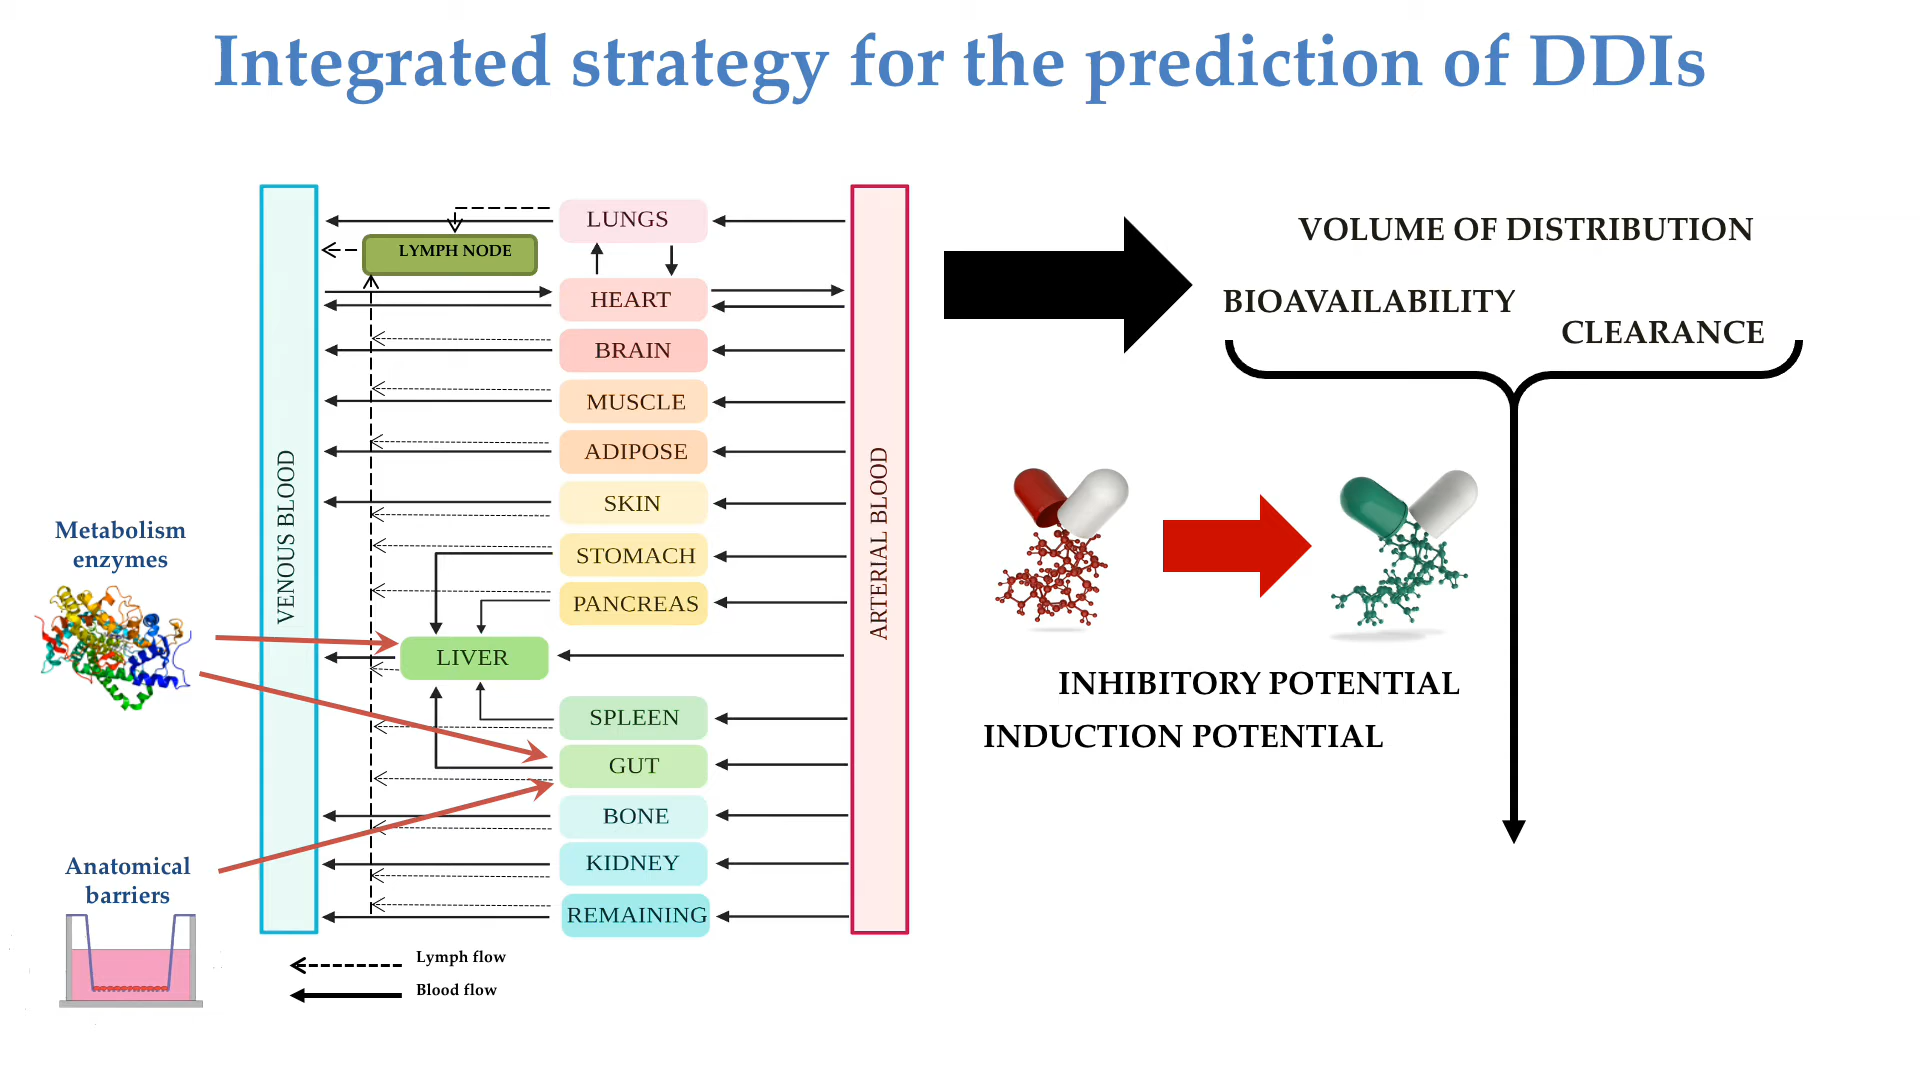 Integrated strategy for the prediction of DDIs
LUNGS
LYMPH NODE
HEART
BRAIN
MUSCLE
ADIPOSE
SKIN
STOMACH
PANCREAS
LIVER
SPLEEN
GUT
BONE
KIDNEY
REMAINING
VENOUS BLOOD
ARTERIAL BLOOD
Metabolism
enzymes
Anatomical
barriers
Lymph flow
Blood flow
VOLUME OF DISTRIBUTION
BIOAVAILABILITY
CLEARANCE
INHIBITORY POTENTIAL
INDUCTION POTENTIAL